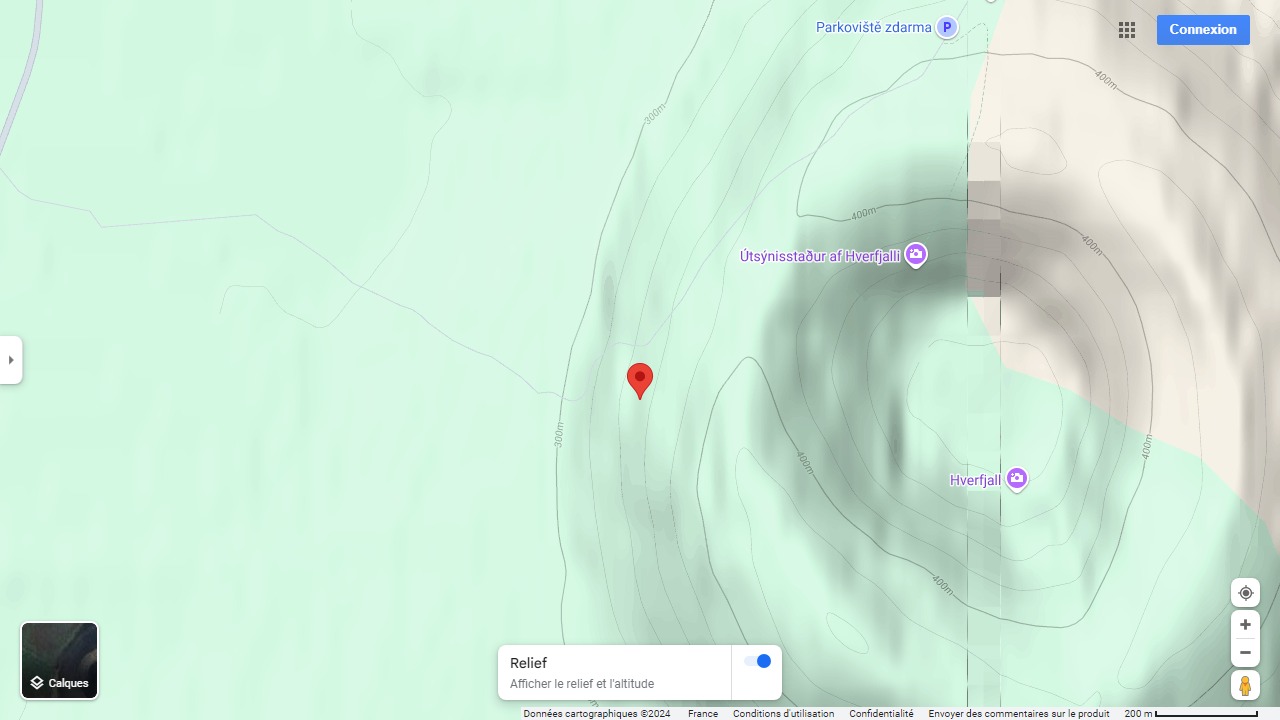 Parkoviště zdarma
P
Connexion
400m
300m
400m
400m
Útsýnisstaður af Hverfjalli
300m
400m
400m
Hverfjall
400m
Relief
Afficher le relief et l'altitude
Calques
Données cartographiques ©2024 France Conditions d'utilisation Confidentialité Envoyer des commentaires sur le produit 200 m